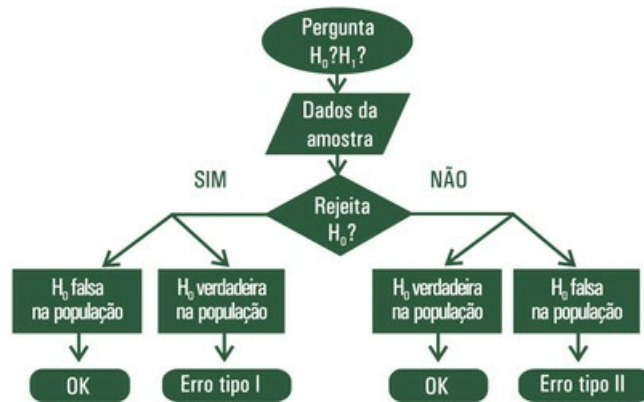 Pergunta
H₀?H₁?
Dados da
amostra
SIM
NÃO
Rejeita
H₀?
H₀ falsa
na população
H₀ verdadeira
na população
H₀ verdadeira
na população
H₀ falsa
na população
OK
Erro tipo I
OK
Erro tipo II